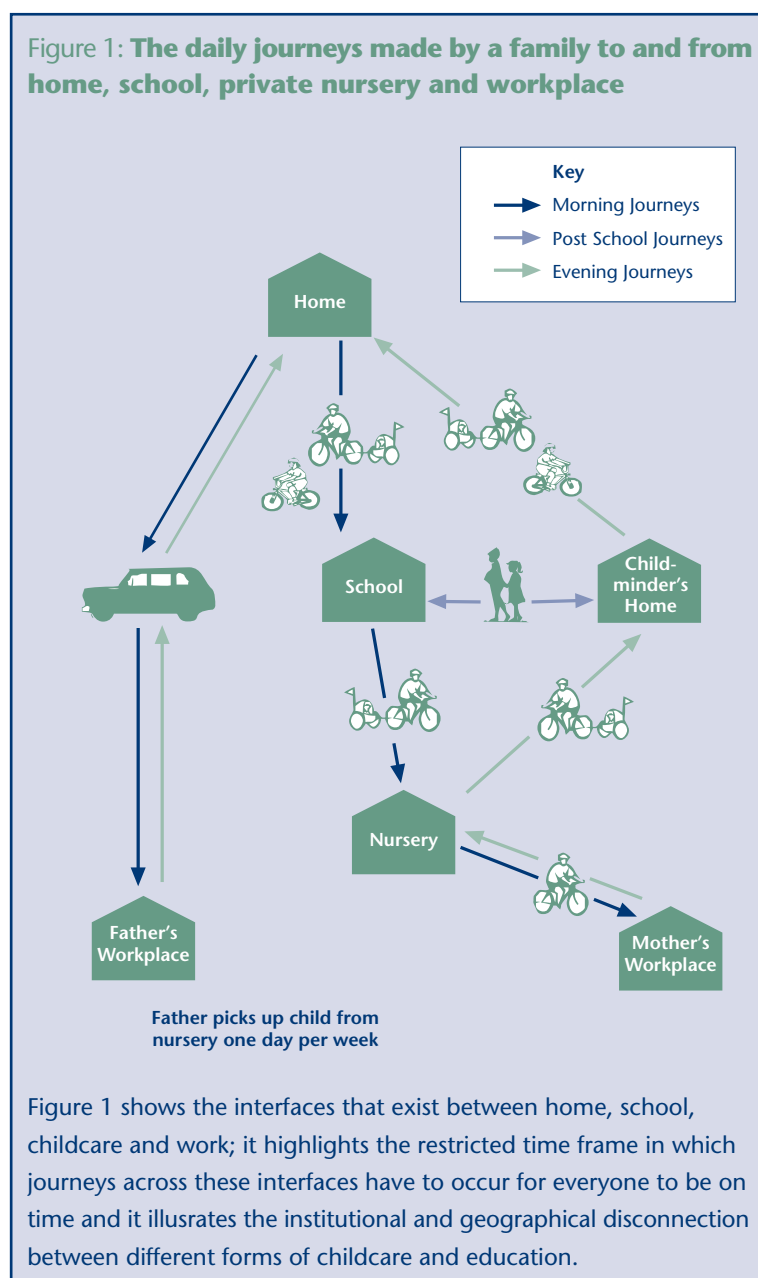 Figure 1: The daily journeys made by a family to and from
home, school, private nursery and workplace
Key
Morning Journeys
Post School Journeys
Evening Journeys
Home
School
Child-
minder's
Home
Nursery
Father's
Workplace
Mother's
Workplace
Father picks up child from
nursery one day per week
Figure 1 shows the interfaces that exist between home, school,
childcare and work; it highlights the restricted time frame in which
journeys across these interfaces have to occur for everyone to be on
time and it illusrates the institutional and geographical disconnection
between different forms of childcare and education.